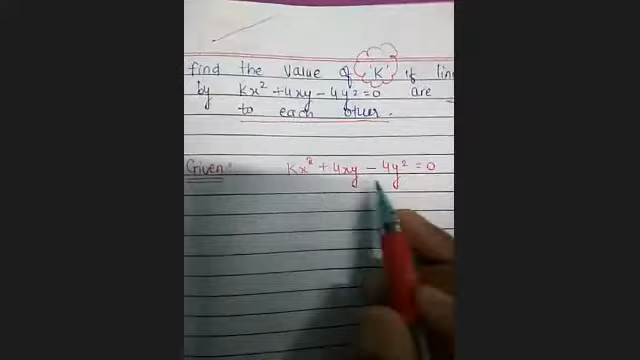 find the value of 'K' if
by Kx² + 4xy - 4y² = 0 are
to each other.
Given: Kx² + 4xy - 4y² = 0